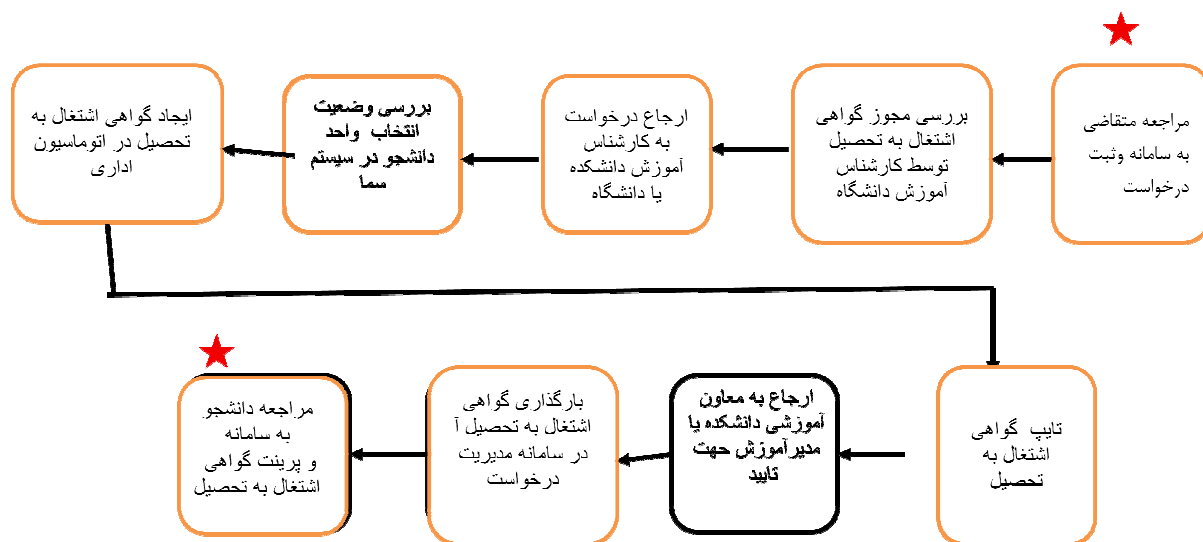 مراجعه متقاضی
به سامانه وثبت
درخواست
بررسی مجوز گواهی
اشتغال به تحصیل
توسط کارشناس
آموزش دانشگاه
ارجاع درخواست
به کارشناس
آموزش دانشکده
یا دانشگاه
بررسی وضعیت
انتخاب واحد
دانشجو در سیستم
سما
ایجاد گواهی اشتغال به
تحصیل در اتوماسیون
اداری
تایپ گواهی
اشتغال به
تحصیل
ارجاع به معاون
آموزشی دانشکده یا
مدیرآموزش حهت
تایید
بارگذاری گواهی
اشتغال به تحصیل آ
در سامانه مدیریت
درخواست
مراجعه دانشجو
به سامانه
و پرینت گواهی
اشتغال به تحصیل